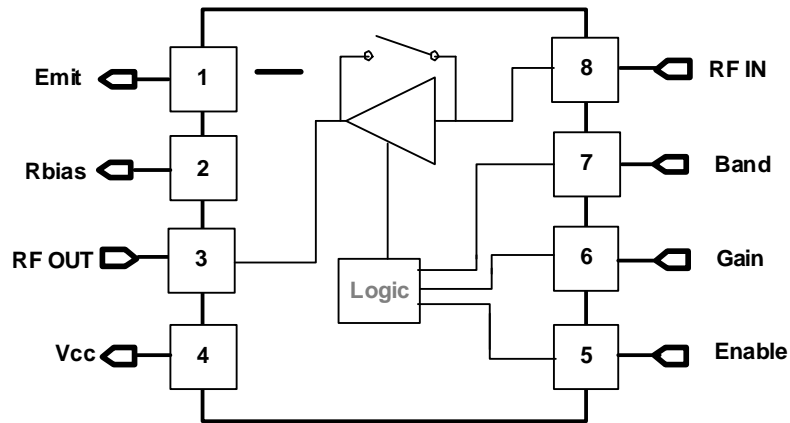 Emit
1
8
RF IN
Rbias
2
7
Band
RF OUT
3
6
Gain
Logic
Vcc
4
5
Enable